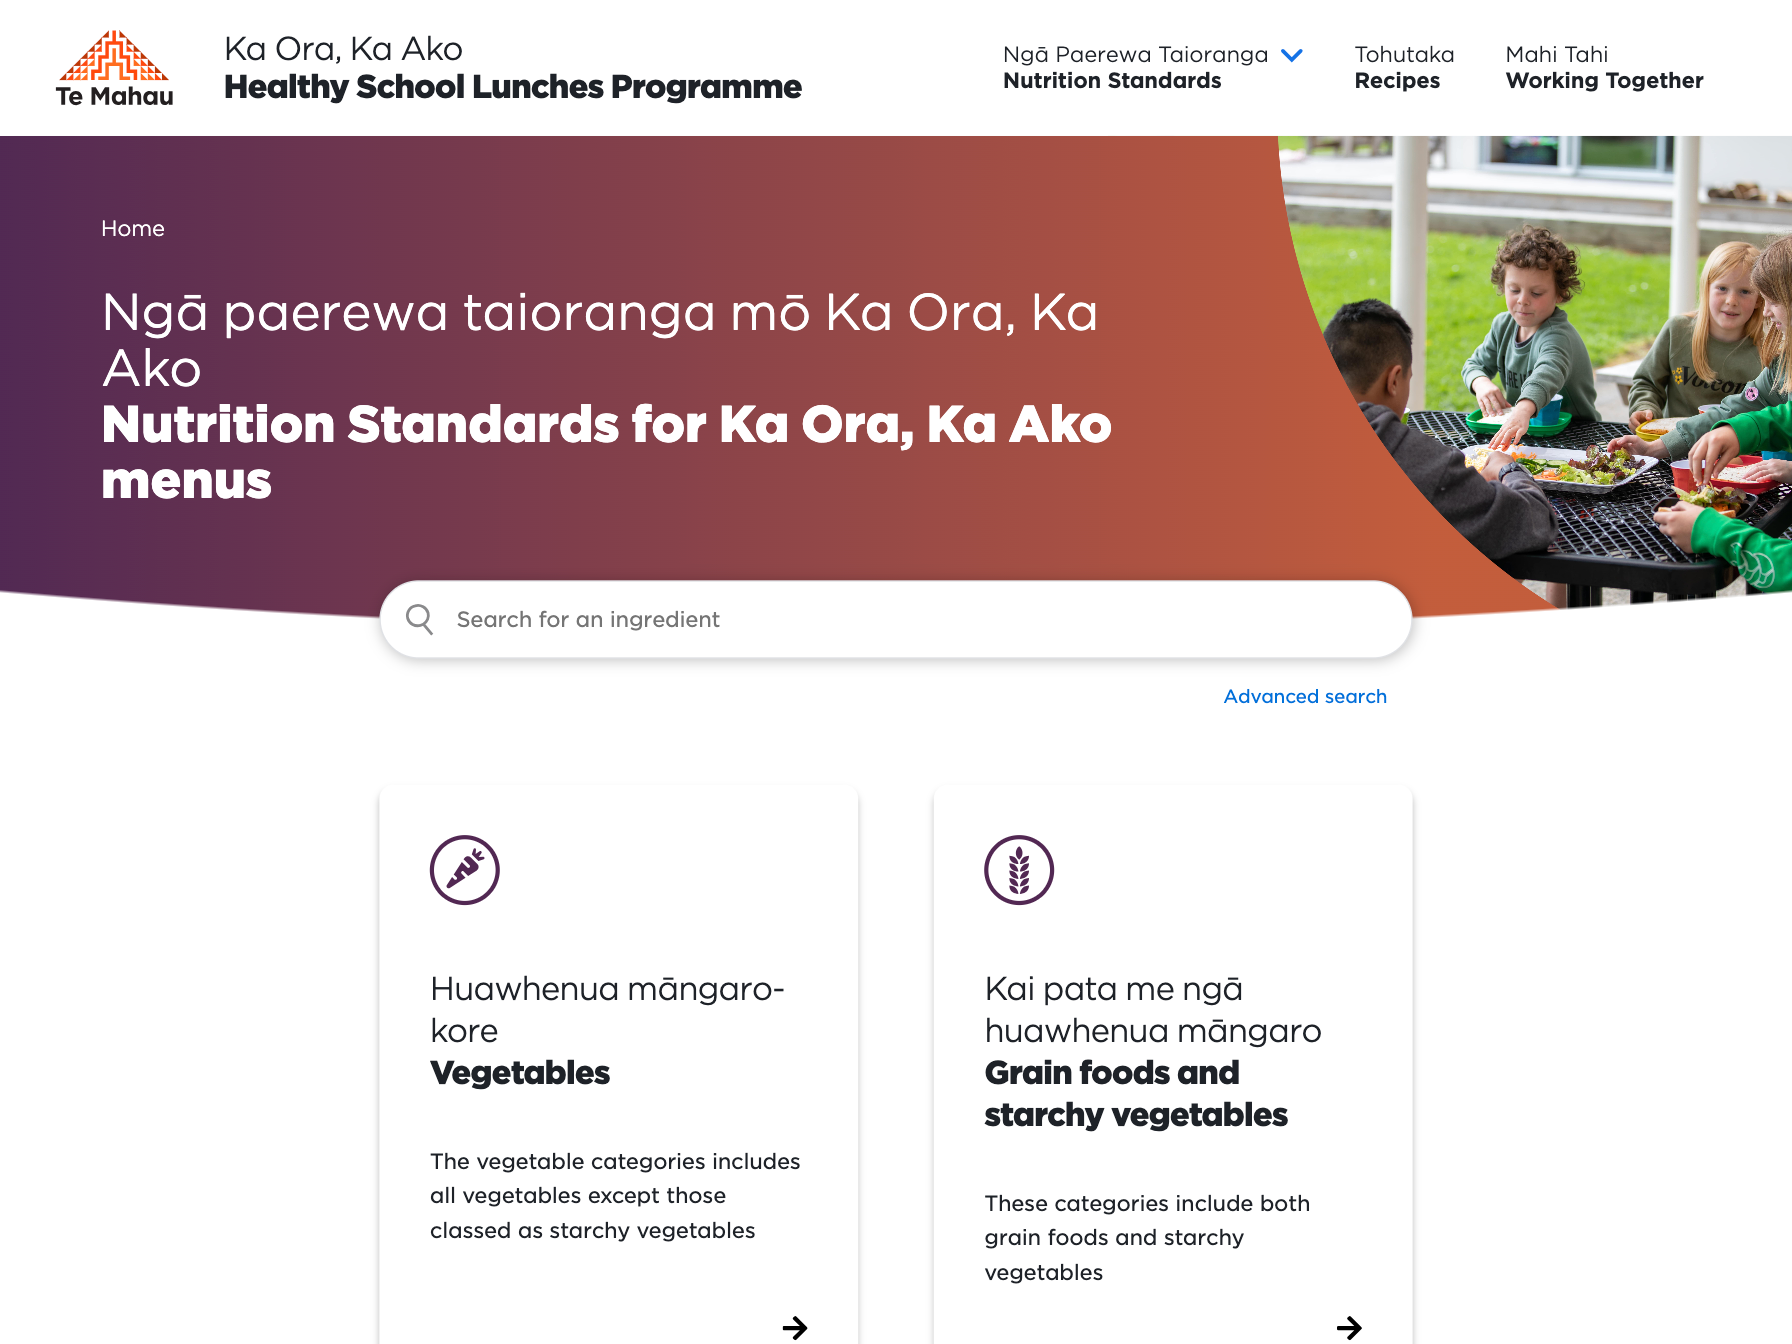 Te Mahau
Ka Ora, Ka Ako
Healthy School Lunches Programme
Ngā Paerewa Taioranga
Nutrition Standards
Tohutaka
Recipes
Mahi Tahi
Working Together
Home
Ngā paerewa taioranga mō Ka Ora, Ka
Ako
Nutrition Standards for Ka Ora, Ka Ako
menus
Search for an ingredient
Advanced search
Huawhenua māngaro-
kore
Vegetables
The vegetable categories includes
all vegetables except those
classed as starchy vegetables
Kai pata me ngā
huawhenua māngaro
Grain foods and
starchy vegetables
These categories include both
grain foods and starchy
vegetables